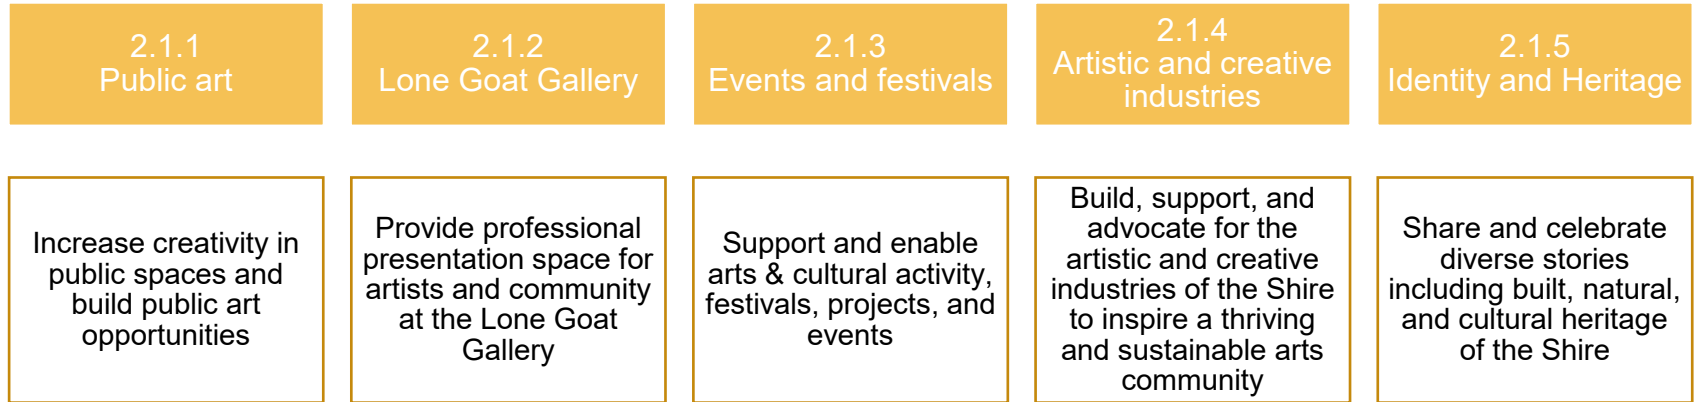 2.1.1
Public art
2.1.2
Lone Goat Gallery
2.1.3
Events and festivals
2.1.4
Artistic and creative
industries
2.1.5
Identity and Heritage
Increase creativity in
public spaces and
build public art
opportunities
Provide professional
presentation space for
artists and community
at the Lone Goat
Gallery
Support and enable
arts & cultural activity,
festivals, projects, and
events
Build, support, and
advocate for the
artistic and creative
industries of the Shire
to inspire a thriving
and sustainable arts
community
Share and celebrate
diverse stories
including built, natural,
and cultural heritage
of the Shire